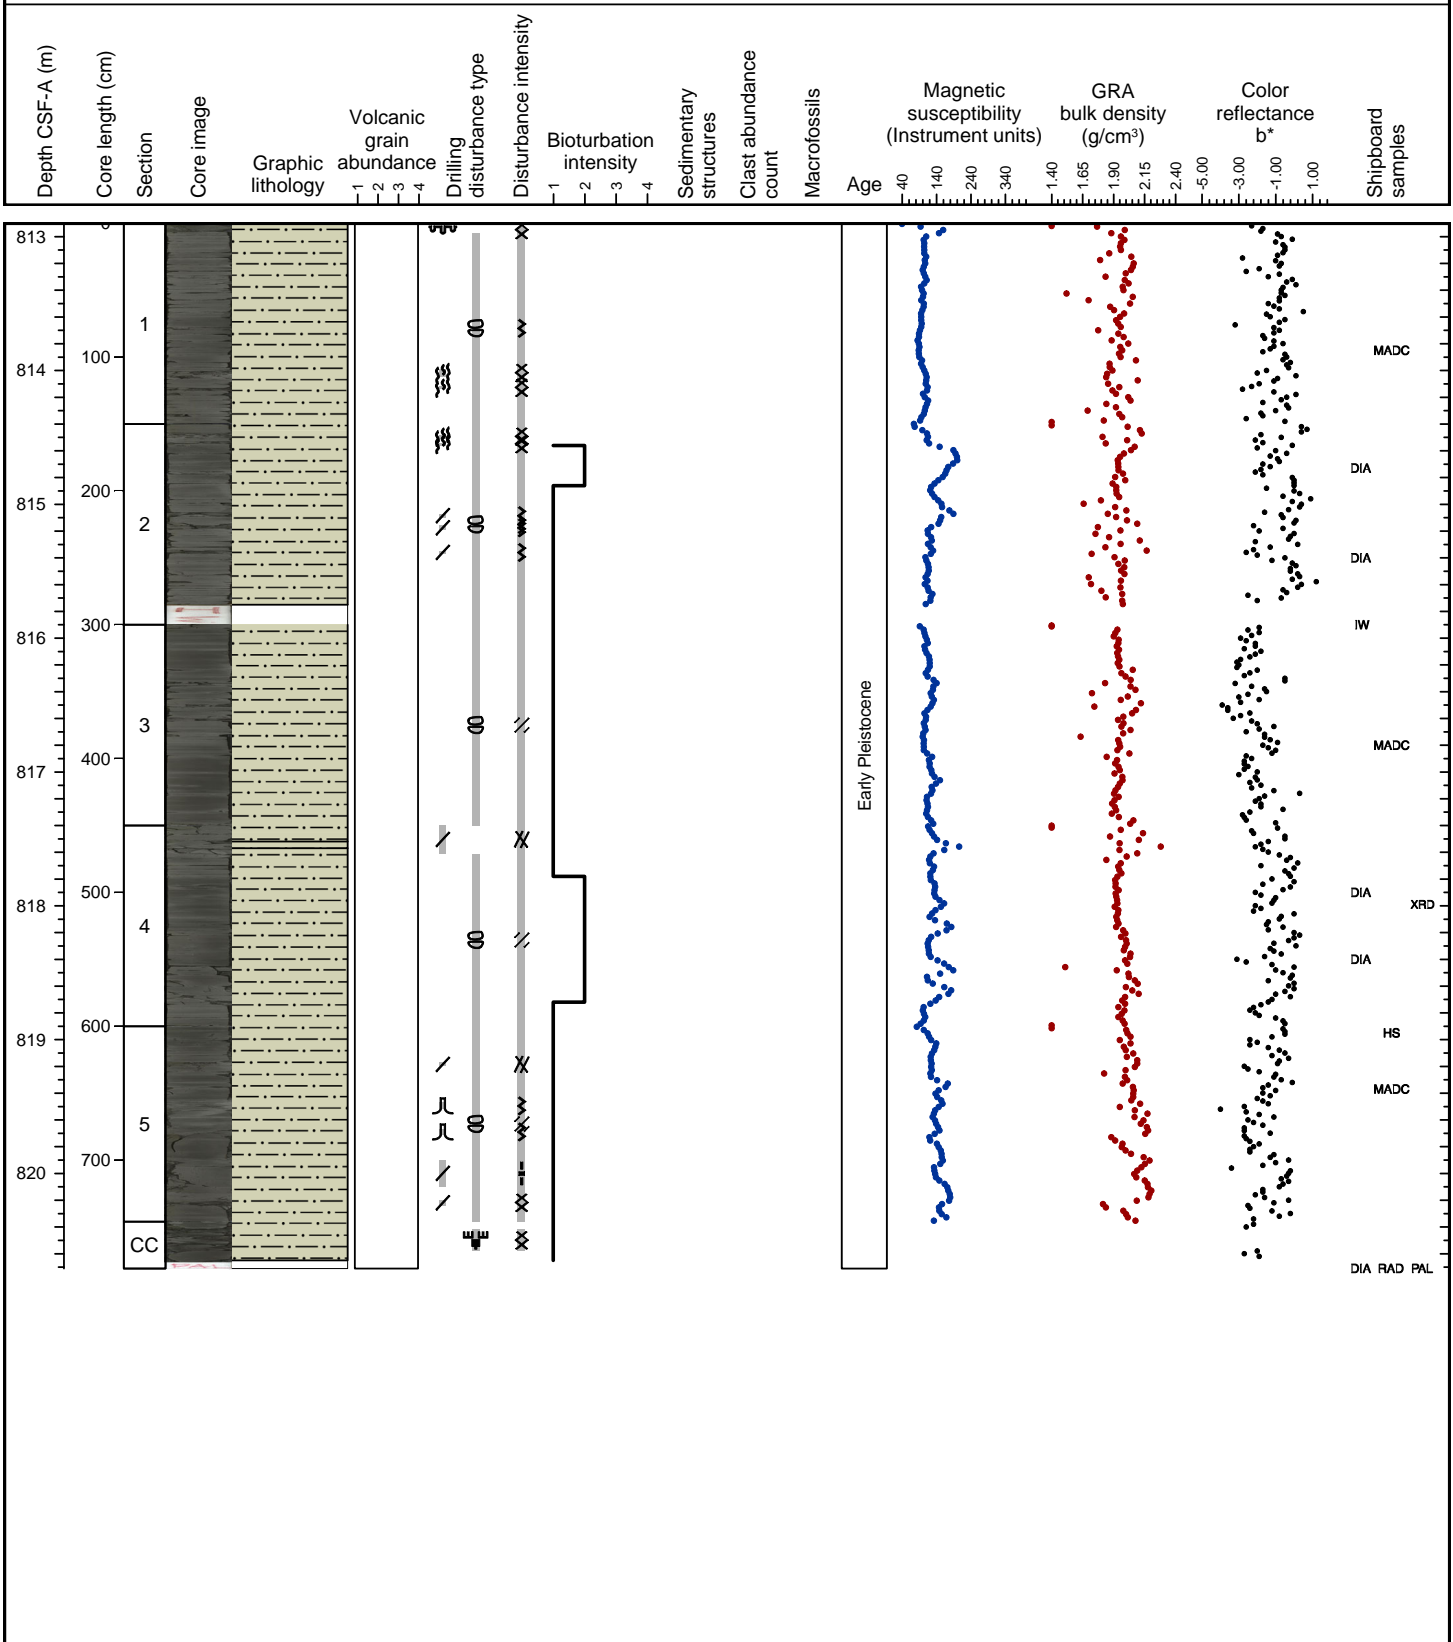 Depth CSF-A (m)
Core length (cm)
Section
Core image
Graphic
lithology
Volcanic
grain
abundance
1 2 3 4
Drilling
disturbance type
Disturbance intensity
Bioturbation
intensity
1 2 3 4
Sedimentary
structures
Clast abundance
count
Macrofossils
Age
Magnetic
susceptibility
(Instrument units)
40 140 240 340
GRA
bulk density
(g/cm³)
1.40 1.65 1.90 2.15 2.40
Color
reflectance
b*
-5.00 -3.00 -1.00 1.00
Shipboard
samples
813
0
1
100
814
MADC
DIA
200
815
2
DIA
300
816
IW
3
Early Pleistocene
MADC
400
817
500
DIA
818
XRD
4
DIA
600
819
HS
MADC
5
700
820
CC
DIA RAD PAL